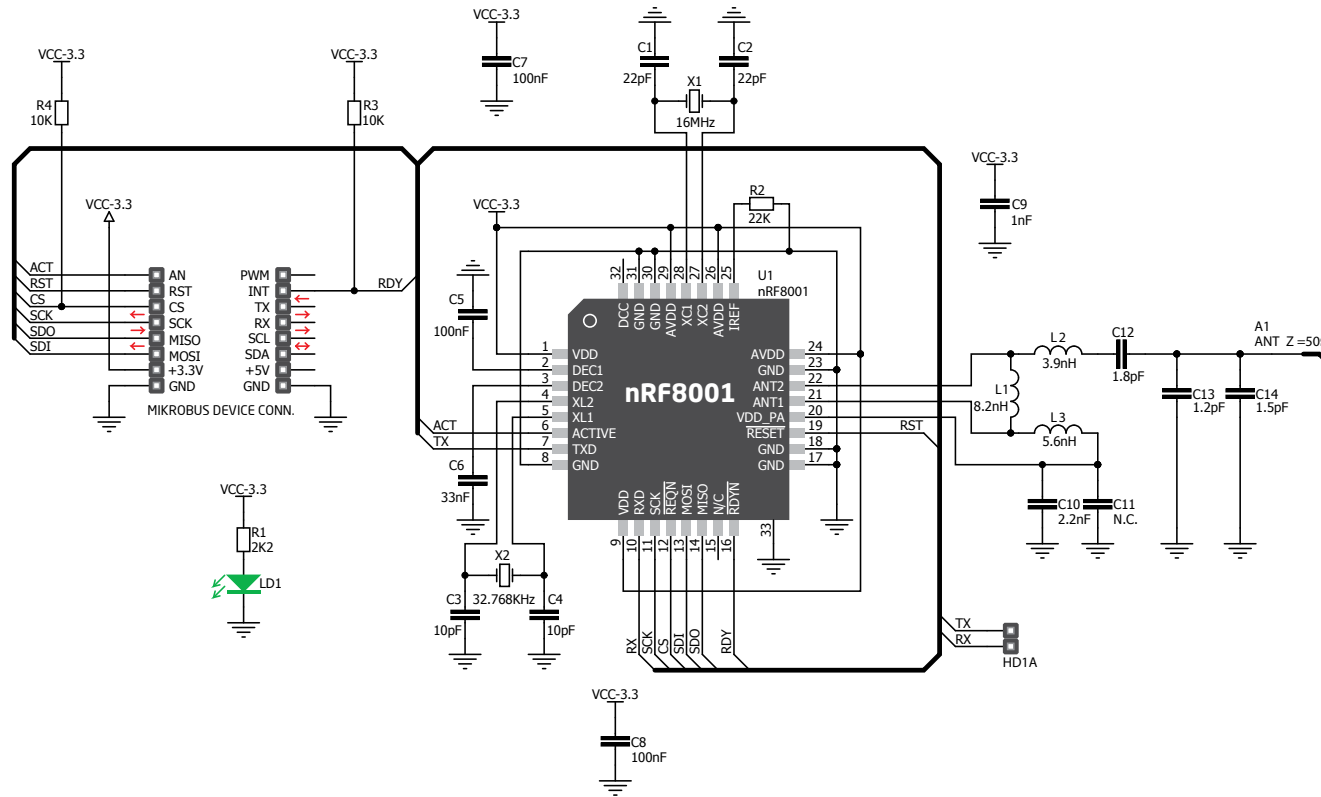 VCC-3.3
C7
100nF
C1
22pF
C2
22pF
X1
16MHz
VCC-3.3
R4
10K
VCC-3.3
R3
10K
VCC-3.3
C9
1nF
VCC-3.3
VCC-3.3
R2
22K
ACT
RST
CS
SCK
SDO
SDI
AN
RST
CS
SCK
MISO
MOSI
+3.3V
GND
PWM
INT
TX
RX
SCL
SDA
+5V
GND
RDY
MIKROBUS DEVICE CONN.
C5
100nF
C6
33nF
ACT
TX
U1
nRF8001
32
31
30
29
28
27
26
25
DCC
GND
GND
AVDD
XC1
XC2
AVDD
IREF
1
2
3
4
5
6
7
8
VDD
DEC1
DEC2
XL2
XL1
ACTIVE
TXD
GND
nRF8001
AVDD
GND
ANT2
ANT1
VDD_PA
RESET
GND
GND
24
23
22
21
20
19
18
17
RST
VDD
RXD
SCK
REQN
MOSI
MISO
N/C
RDYN
9
10
11
12
13
14
15
16
33
L2
3.9nH
C12
1.8pF
L1
8.2nH
L3
5.6nH
A1
ANT Z =50
C13
1.2pF
C14
1.5pF
C10
2.2nF
C11
N.C.
VCC-3.3
R1
2K2
LD1
X2
32.768KHz
C3
10pF
C4
10pF
RX
SCK
CS
SDI
SDO
RDY
TX
RX
HD1A
VCC-3.3
C8
100nF